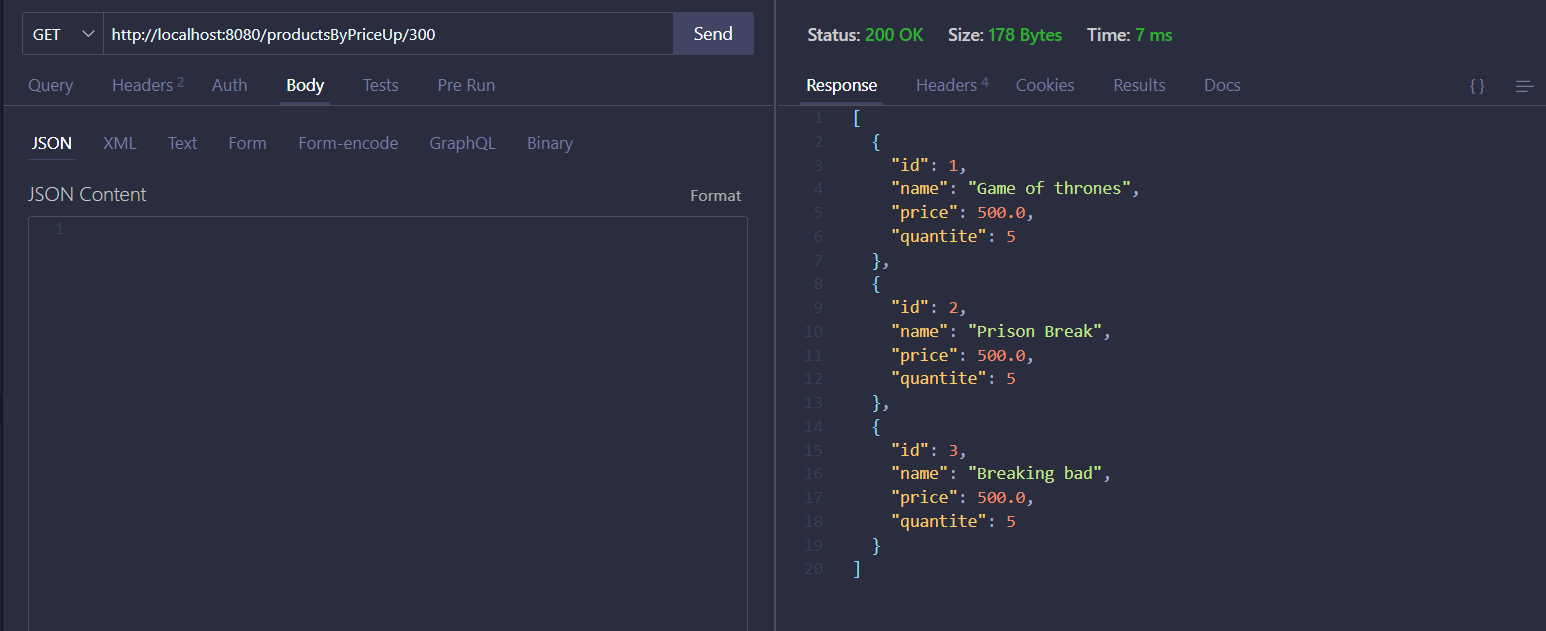 GET http://localhost:8080/productsByPriceUp/300 Send
Query Headers 2 Auth Body Tests Pre Run
JSON XML Text Form Form-encode GraphQL Binary
JSON Content Format
1
Status: 200 OK Size: 178 Bytes Time: 7 ms
Response Headers 4 Cookies Results Docs {}
1 [
2 {
3 "id": 1,
4 "name": "Game of thrones",
5 "price": 500.0,
6 "quantite": 5
7 },
8 {
9 "id": 2,
10 "name": "Prison Break",
11 "price": 500.0,
12 "quantite": 5
13 },
14 {
15 "id": 3,
16 "name": "Breaking bad",
17 "price": 500.0,
18 "quantite": 5
19 }
20 ]